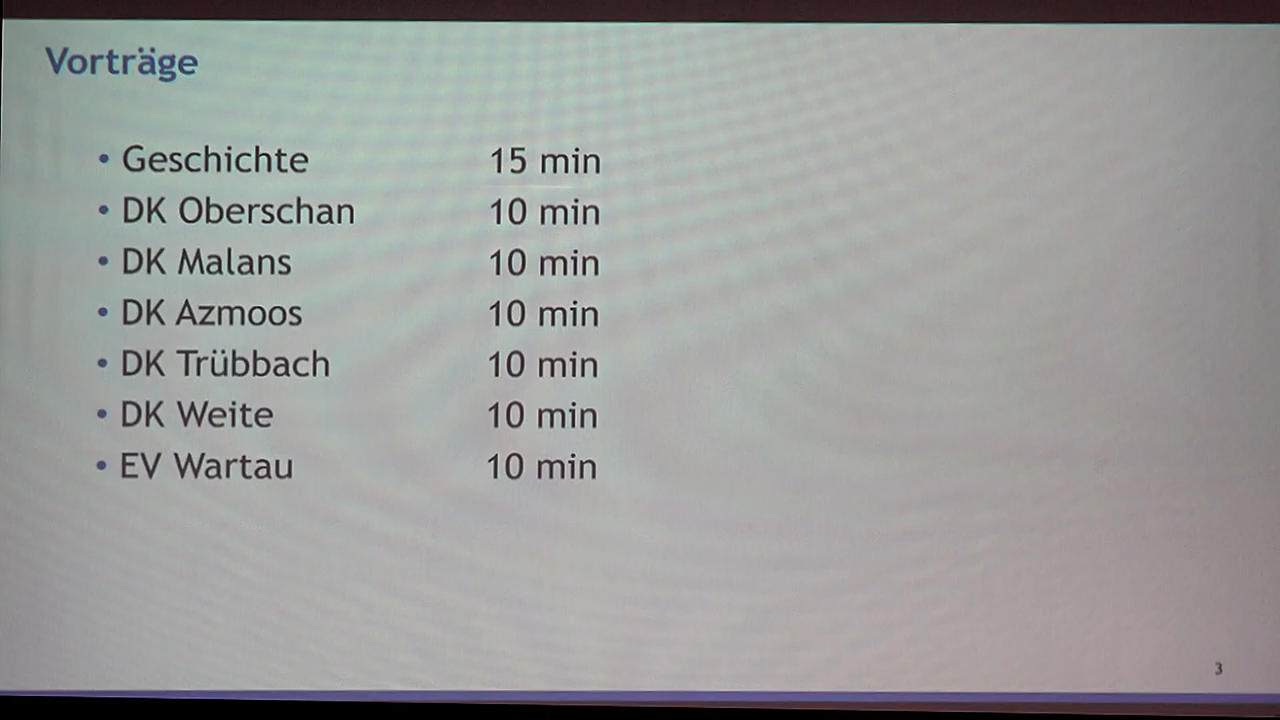 Vorträge
• Geschichte 15 min
• DK Oberschan 10 min
• DK Malans 10 min
• DK Azmoos 10 min
• DK Trübbach 10 min
• DK Weite 10 min
• EV Wartau 10 min
3